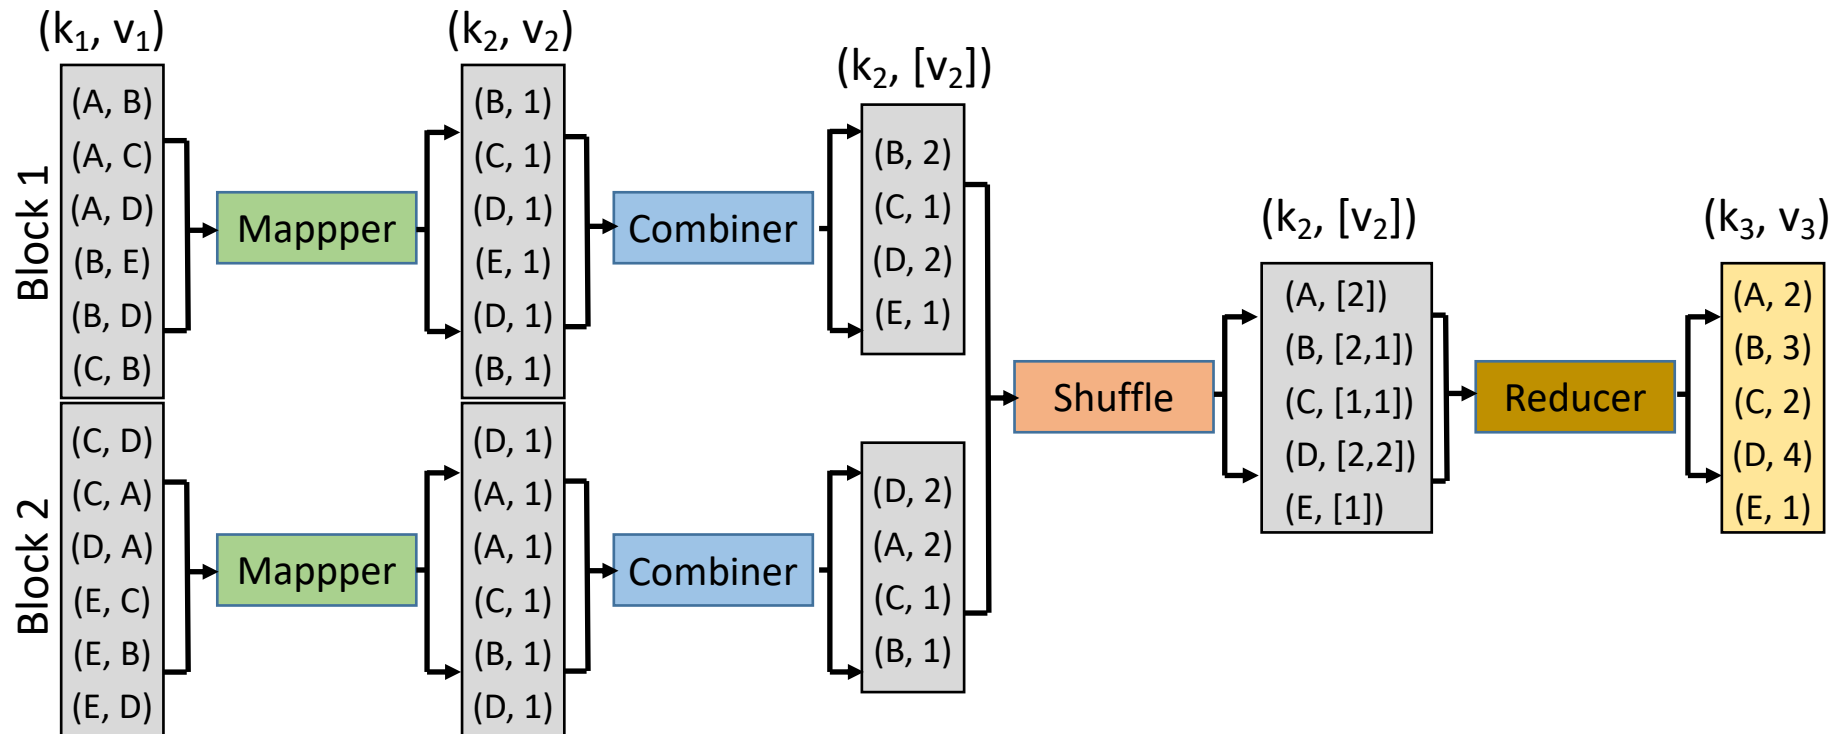 (k₁, v₁)
(k₂, v₂)
(k₂, [v₂])
(k₂, [v₂])
(k₃, v₃)
Block 1
(A, B)
(A, C)
(A, D)
(B, E)
(B, D)
(C, B)
Mappper
(B, 1)
(C, 1)
(D, 1)
(E, 1)
(D, 1)
(B, 1)
Combiner
(B, 2)
(C, 1)
(D, 2)
(E, 1)
Block 2
(C, D)
(C, A)
(D, A)
(E, C)
(E, B)
(E, D)
Mappper
(D, 1)
(A, 1)
(A, 1)
(C, 1)
(B, 1)
(D, 1)
Combiner
(D, 2)
(A, 2)
(C, 1)
(B, 1)
Shuffle
(A, [2])
(B, [2,1])
(C, [1,1])
(D, [2,2])
(E, [1])
Reducer
(A, 2)
(B, 3)
(C, 2)
(D, 4)
(E, 1)